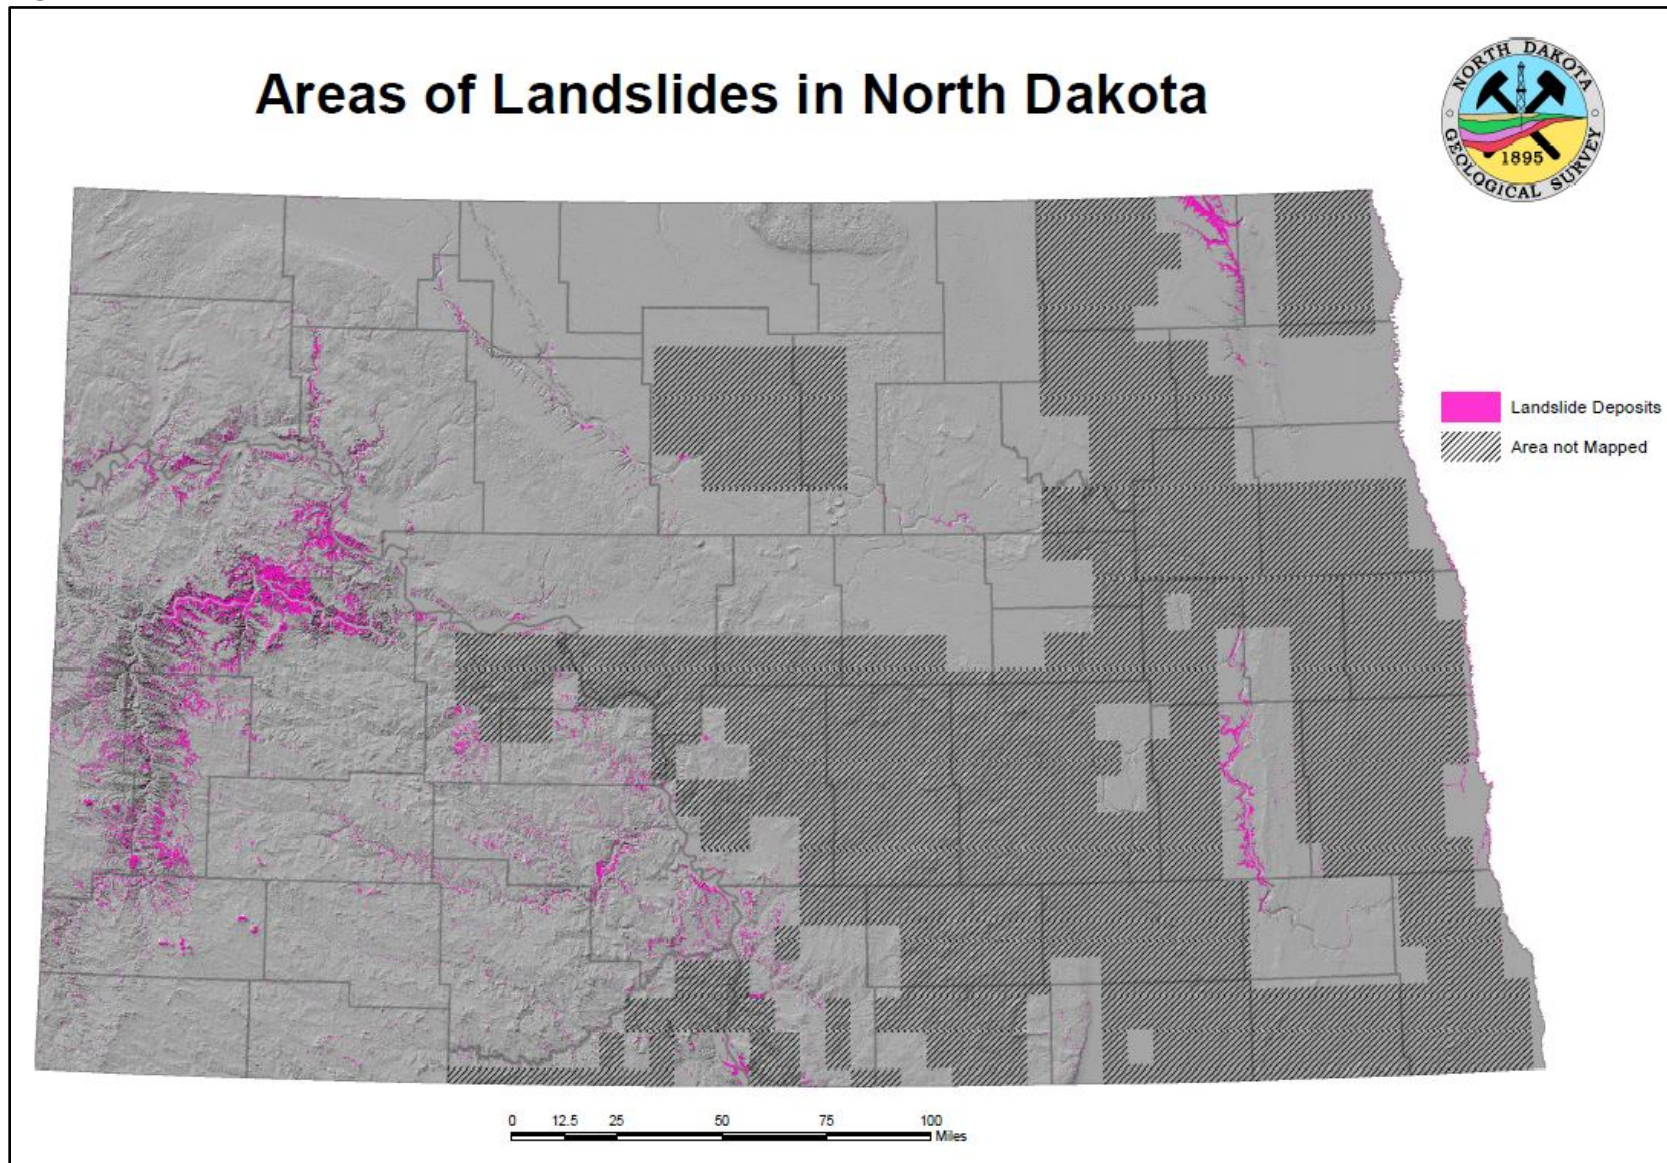 Areas of Landslides in North Dakota
NORTH DAKOTA
GEOLOGICAL SURVEY
1895
Landslide Deposits
Area not Mapped
0 12.5 25 50 75 100
Miles